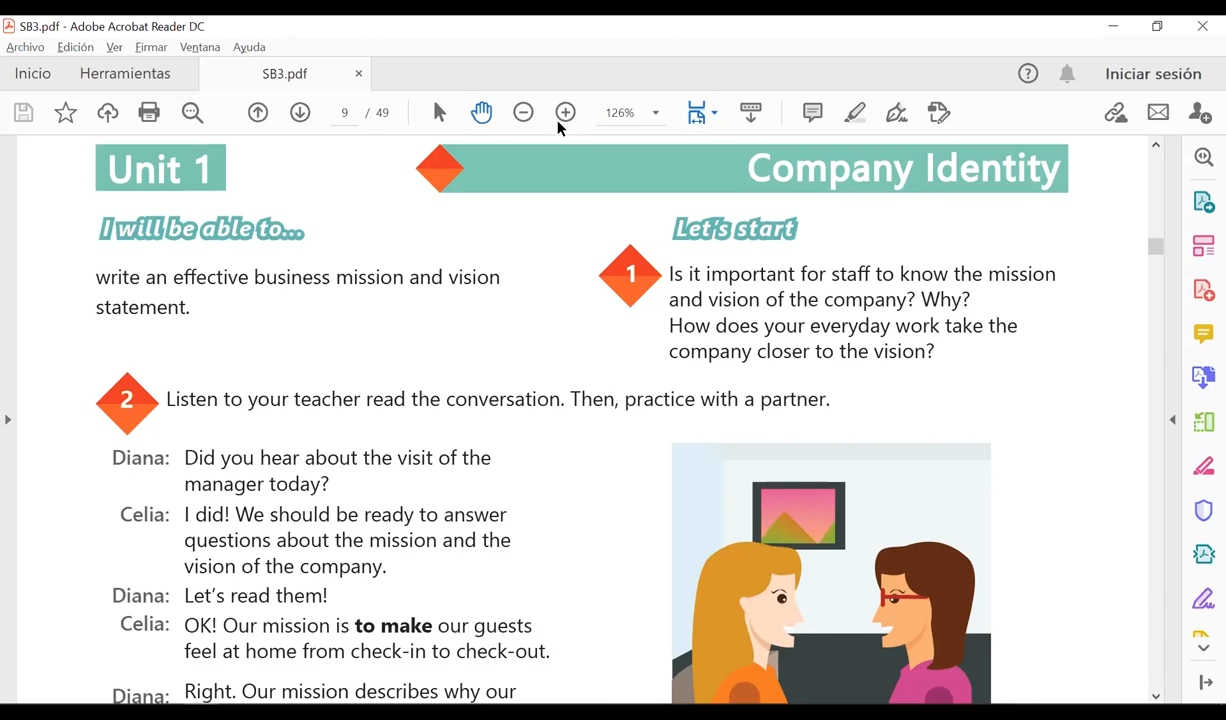 SB3.pdf - Adobe Acrobat Reader DC
Archivo Edición Ver Firmar Ventana Ayuda
Inicio Herramientas SB3.pdf × Iniciar sesión
9 / 49 126%
Unit 1 Company Identity
I will be able to...
write an effective business mission and vision
statement.
Let's start
1 Is it important for staff to know the mission
and vision of the company? Why?
How does your everyday work take the
company closer to the vision?
2 Listen to your teacher read the conversation. Then, practice with a partner.
Diana: Did you hear about the visit of the
manager today?
Celia: I did! We should be ready to answer
questions about the mission and the
vision of the company.
Diana: Let's read them!
Celia: OK! Our mission is to make our guests
feel at home from check-in to check-out.
Diana: Right. Our mission describes why our